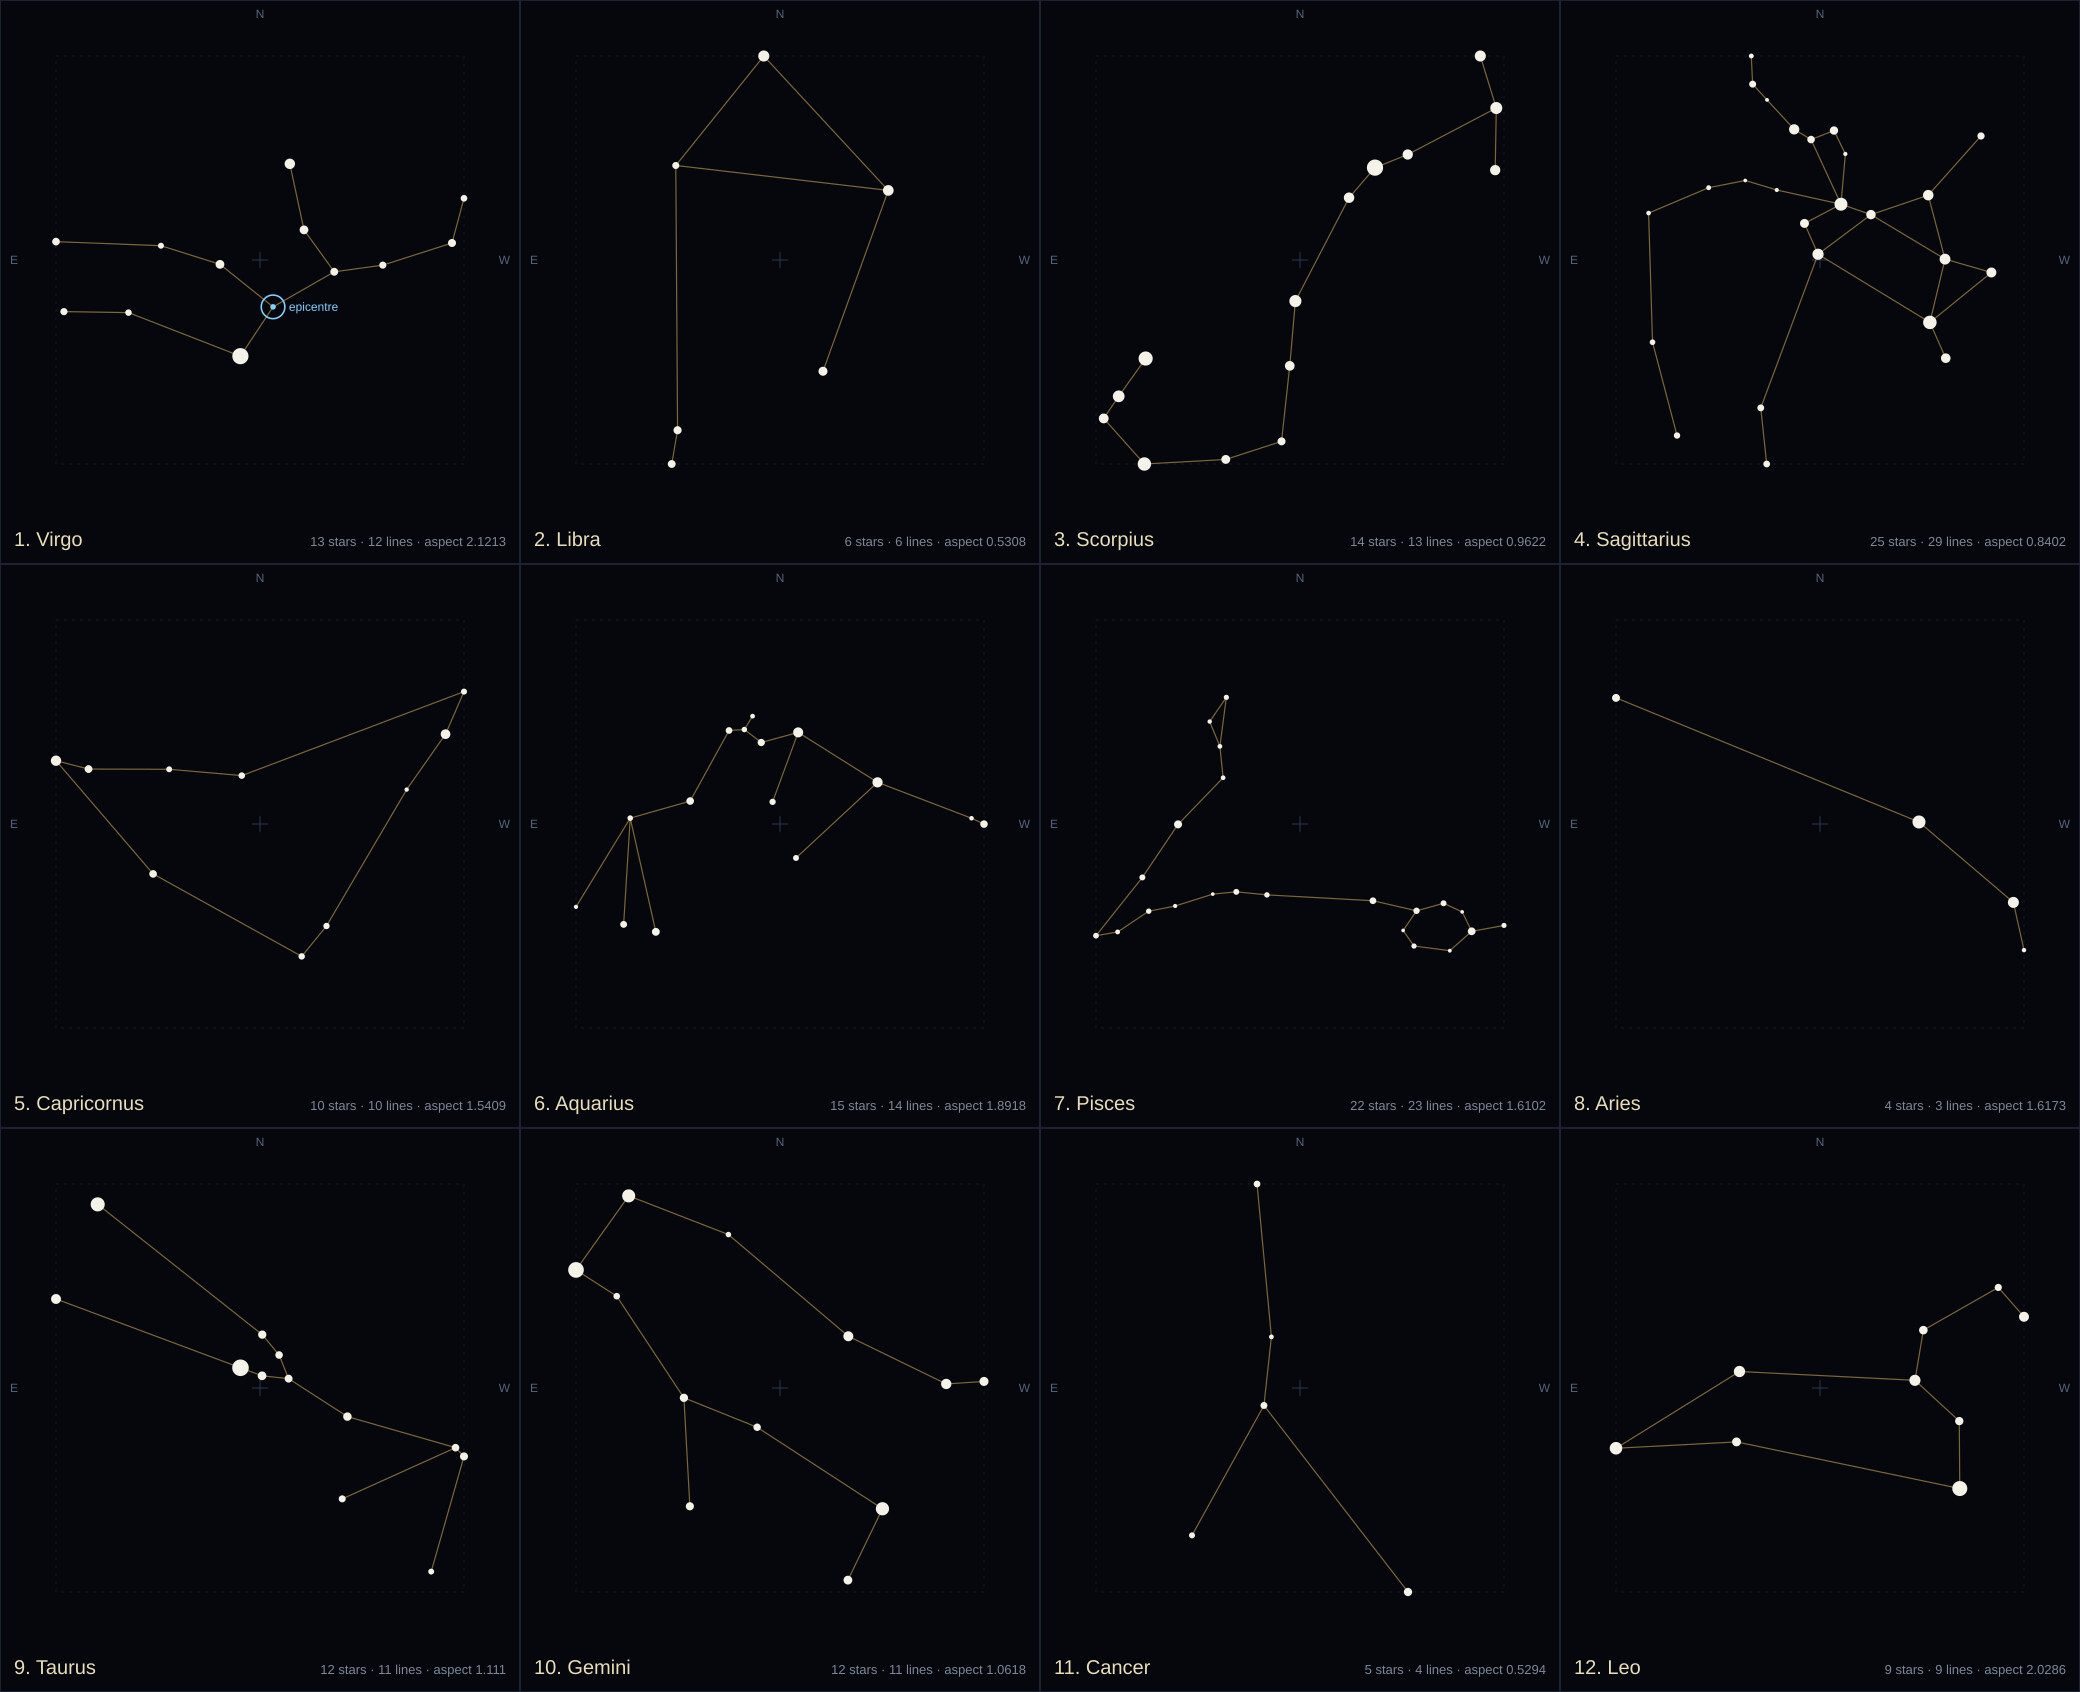 N
E
W
epicentre
1. Virgo
13 stars · 12 lines · aspect 2.1213
N
E
W
2. Libra
6 stars · 6 lines · aspect 0.5308
N
E
W
3. Scorpius
14 stars · 13 lines · aspect 0.9622
N
E
W
4. Sagittarius
25 stars · 29 lines · aspect 0.8402
N
E
W
5. Capricornus
10 stars · 10 lines · aspect 1.5409
N
E
W
6. Aquarius
15 stars · 14 lines · aspect 1.8918
N
E
W
7. Pisces
22 stars · 23 lines · aspect 1.6102
N
E
W
8. Aries
4 stars · 3 lines · aspect 1.6173
N
E
W
9. Taurus
12 stars · 11 lines · aspect 1.111
N
E
W
10. Gemini
12 stars · 11 lines · aspect 1.0618
N
E
W
11. Cancer
5 stars · 4 lines · aspect 0.5294
N
E
W
12. Leo
9 stars · 9 lines · aspect 2.0286